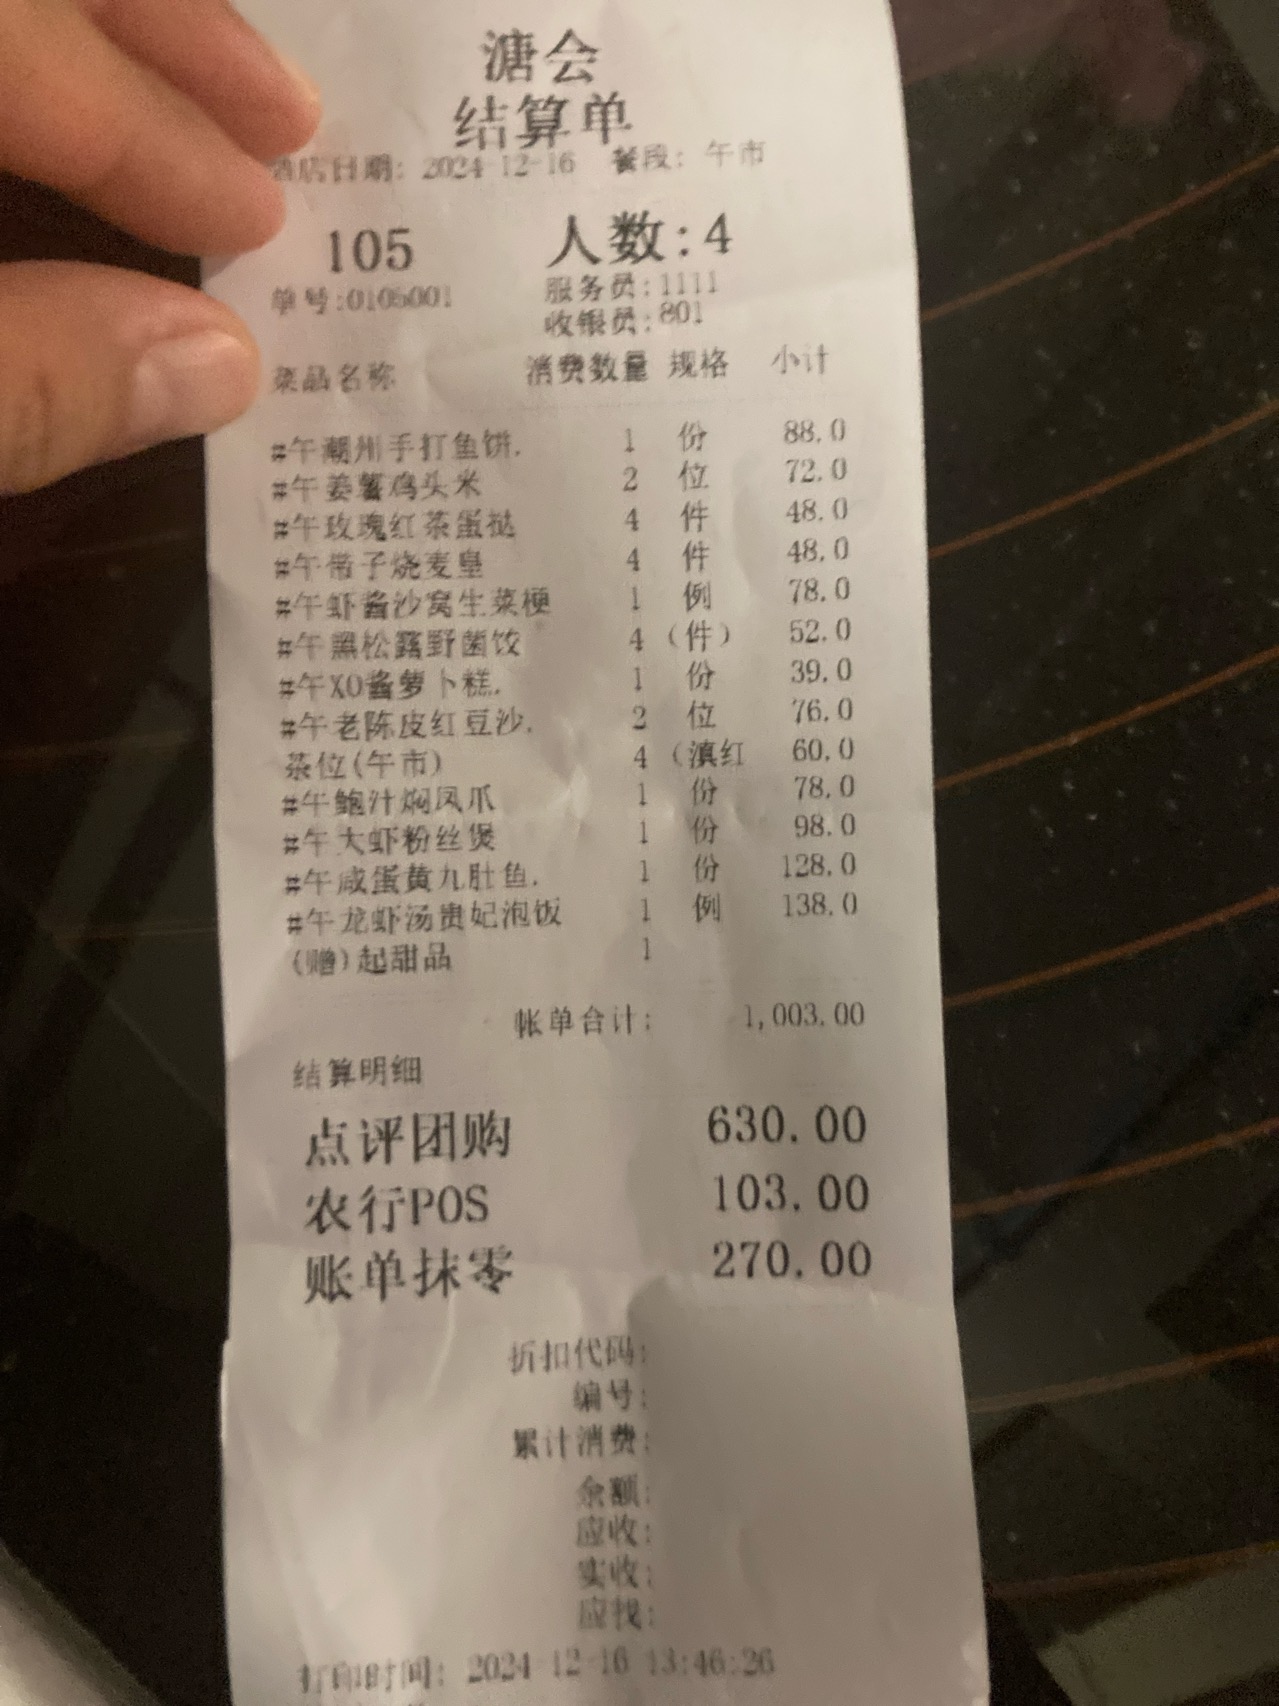 溏会
结算单
酒店日期: 2024-12-16 餐段: 午市
105 人数:4
单号:0105001 服务员:1111
收银员:801
菜品名称 消费数量 规格 小计
#午潮州手打鱼饼. 1 份 88.0
#午姜薯鸡头米 2 位 72.0
#午玫瑰红茶蛋挞 4 件 48.0
#午带子烧麦皇 4 件 48.0
#午虾酱沙窝生菜梗 1 例 78.0
#午黑松露野菌饺 4 (件) 52.0
#午XO酱萝卜糕. 1 份 39.0
#午老陈皮红豆沙. 2 位 76.0
茶位(午市) 4 (滇红 60.0
#午鲍汁焖凤爪 1 份 78.0
#午大虾粉丝煲 1 份 98.0
#午咸蛋黄九肚鱼. 1 份 128.0
#午龙虾汤贵妃泡饭 1 例 138.0
(赠)起甜品 1
帐单合计: 1,003.00
结算明细
点评团购 630.00
农行POS 103.00
账单抹零 270.00
折扣代码:
编号:
累计消费:
余额:
应收:
实收:
应找:
打印时间: 2024-12-16 13:46:26